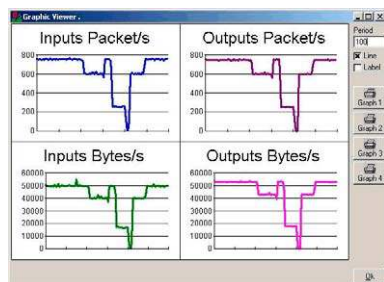 Graphic Viewer .
Inputs Packet/s
800
600
400
200
0
Outputs Packet/s
800
600
400
200
0
Inputs Bytes/s
60000
50000
40000
30000
20000
10000
0
Outputs Bytes/s
60000
50000
40000
30000
20000
10000
0
Period
100
Line
Label
Graph 1
Graph 2
Graph 3
Graph 4
Ok